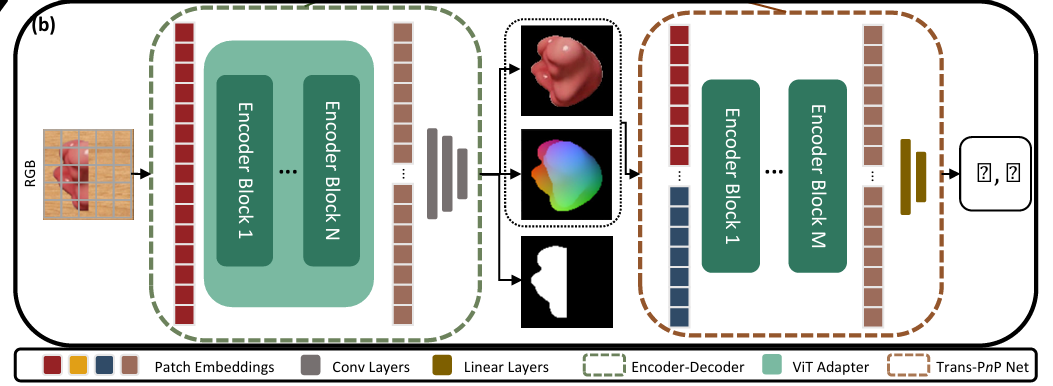 (b)
RGB
Encoder Block 1
...
Encoder Block N
...
...
Encoder Block 1
...
Encoder Block M
...
,
Patch Embeddings
Conv Layers
Linear Layers
Encoder-Decoder
ViT Adapter
Trans-PnP Net